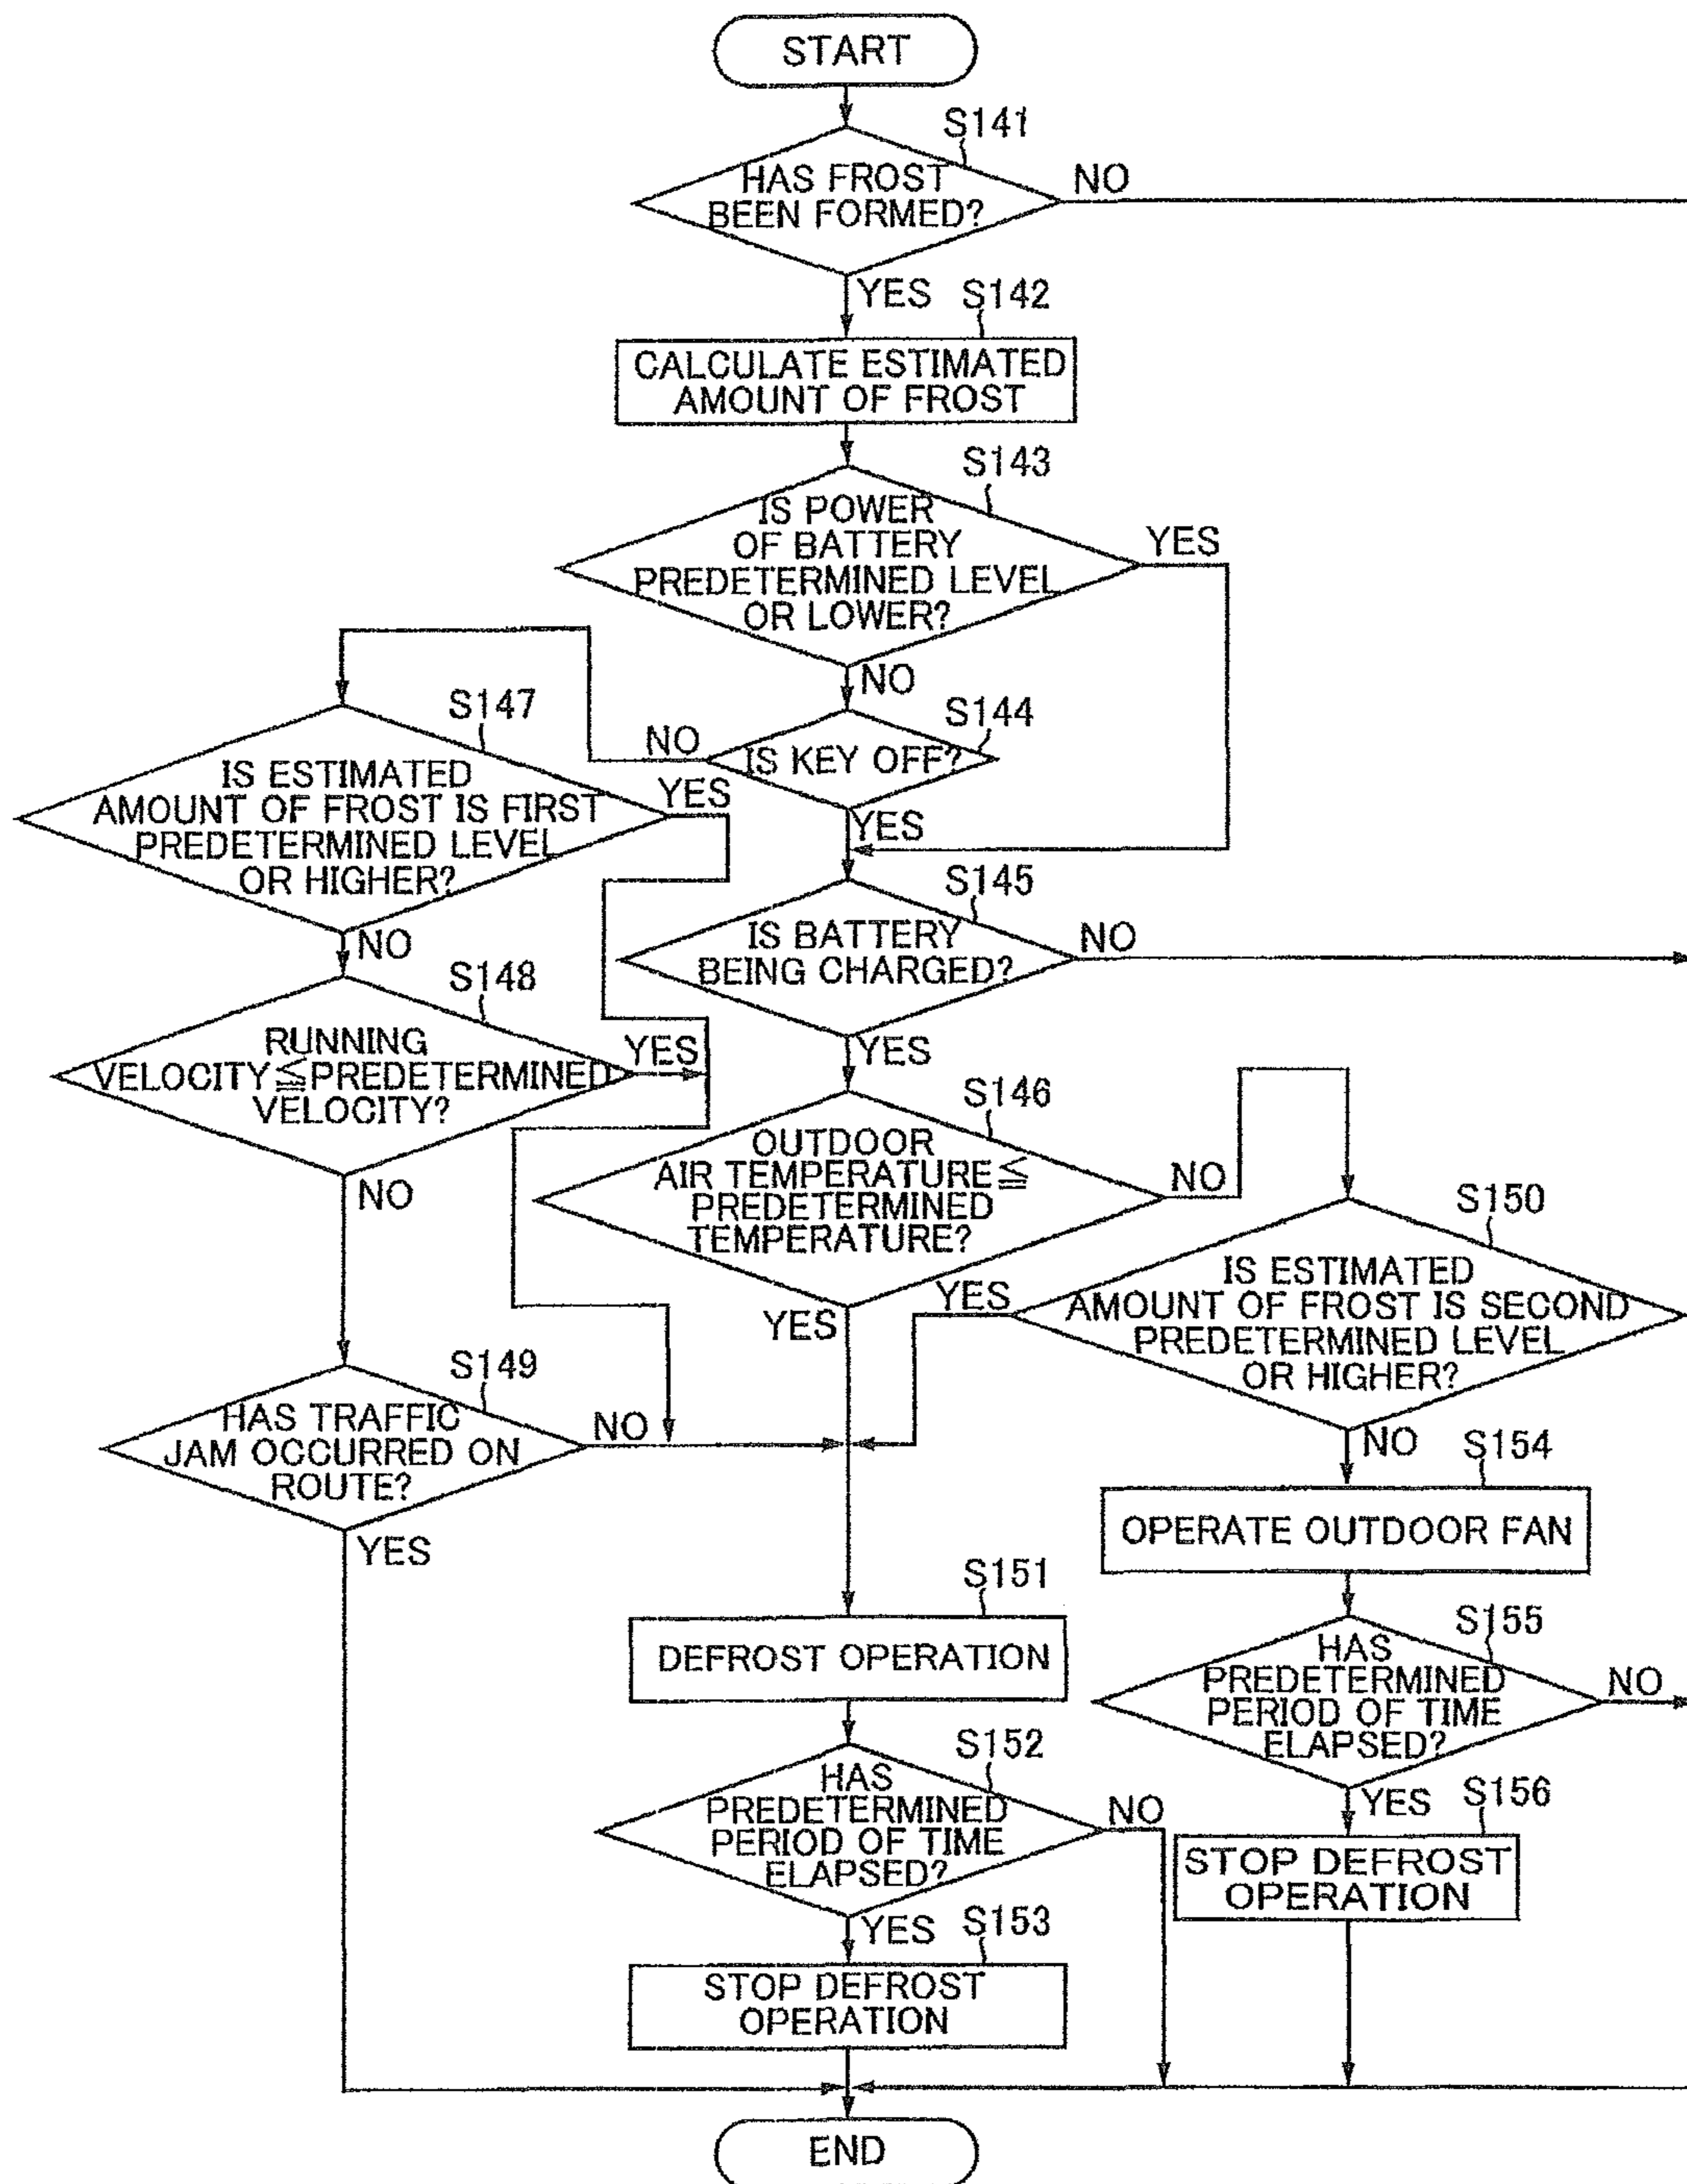 START
S141
HAS FROST
BEEN FORMED?
NO
YES
S142
CALCULATE ESTIMATED
AMOUNT OF FROST
S143
IS POWER
OF BATTERY
PREDETERMINED LEVEL
OR LOWER?
YES
NO
S144
IS KEY OFF?
NO
YES
S147
IS ESTIMATED
AMOUNT OF FROST IS FIRST
PREDETERMINED LEVEL
OR HIGHER?
YES
NO
S145
IS BATTERY
BEING CHARGED?
NO
YES
S148
RUNNING
VELOCITY≦PREDETERMINED
VELOCITY?
YES
NO
S146
OUTDOOR
AIR TEMPERATURE≦
PREDETERMINED
TEMPERATURE?
NO
YES
S150
IS ESTIMATED
AMOUNT OF FROST IS SECOND
PREDETERMINED LEVEL
OR HIGHER?
YES
NO
S149
HAS TRAFFIC
JAM OCCURRED ON
ROUTE?
NO
YES
S154
OPERATE OUTDOOR FAN
S151
DEFROST OPERATION
S155
HAS
PREDETERMINED
PERIOD OF TIME
ELAPSED?
NO
YES
S152
HAS
PREDETERMINED
PERIOD OF TIME
ELAPSED?
NO
YES
S156
STOP DEFROST
OPERATION
S153
STOP DEFROST
OPERATION
END